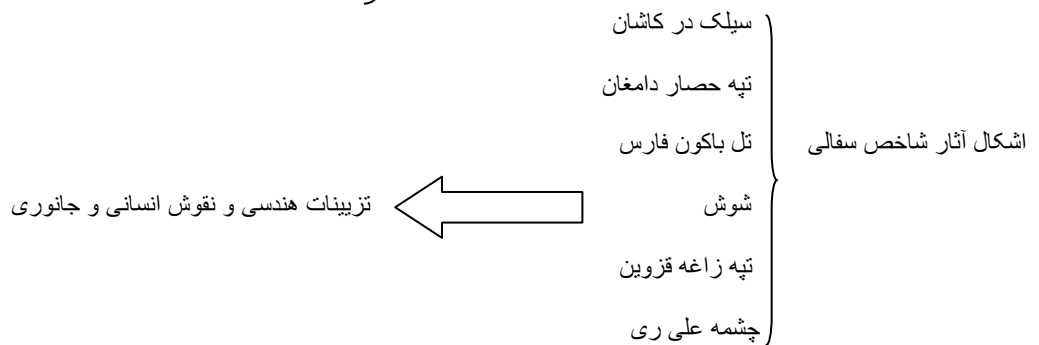 سیلک در کاشان
تپه حصار دامغان
اشکال آثار شاخص سفالی
تل باکون فارس
شوش
تزیینات هندسی و نقوش انسانی و جانوری
تپه زاغه قزوین
چشمه علی ری